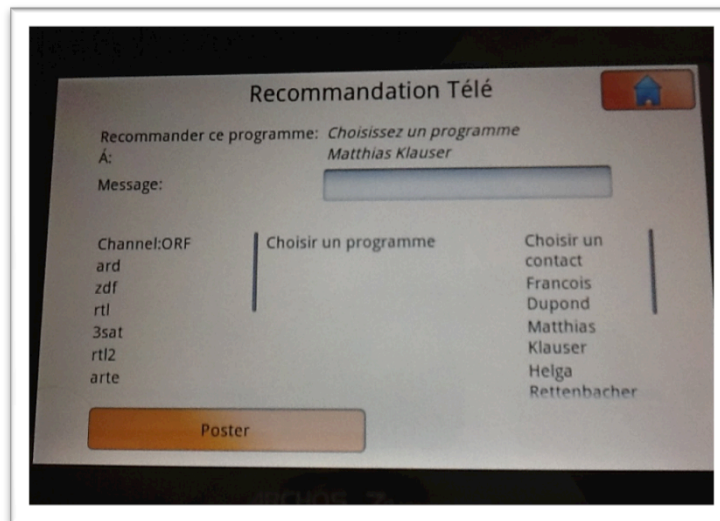 Recommandation Télé
Recommander ce programme: Choisissez un programme
Á: Matthias Klauser
Message:
Channel:ORF
ard
zdf
rtl
3sat
rtl2
arte
Choisir un programme
Choisir un
contact
Francois
Dupond
Matthias
Klauser
Helga
Rettenbacher
Poster